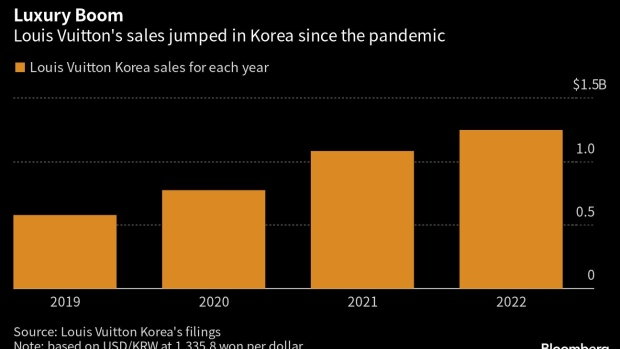 Luxury Boom
Louis Vuitton's sales jumped in Korea since the pandemic
Louis Vuitton Korea sales for each year
$1.5B
1.0
0.5
0
2019 2020 2021 2022
Source: Louis Vuitton Korea's filings
Note: based on USD/KRW at 1,335.8 won per dollar
Bloomberg